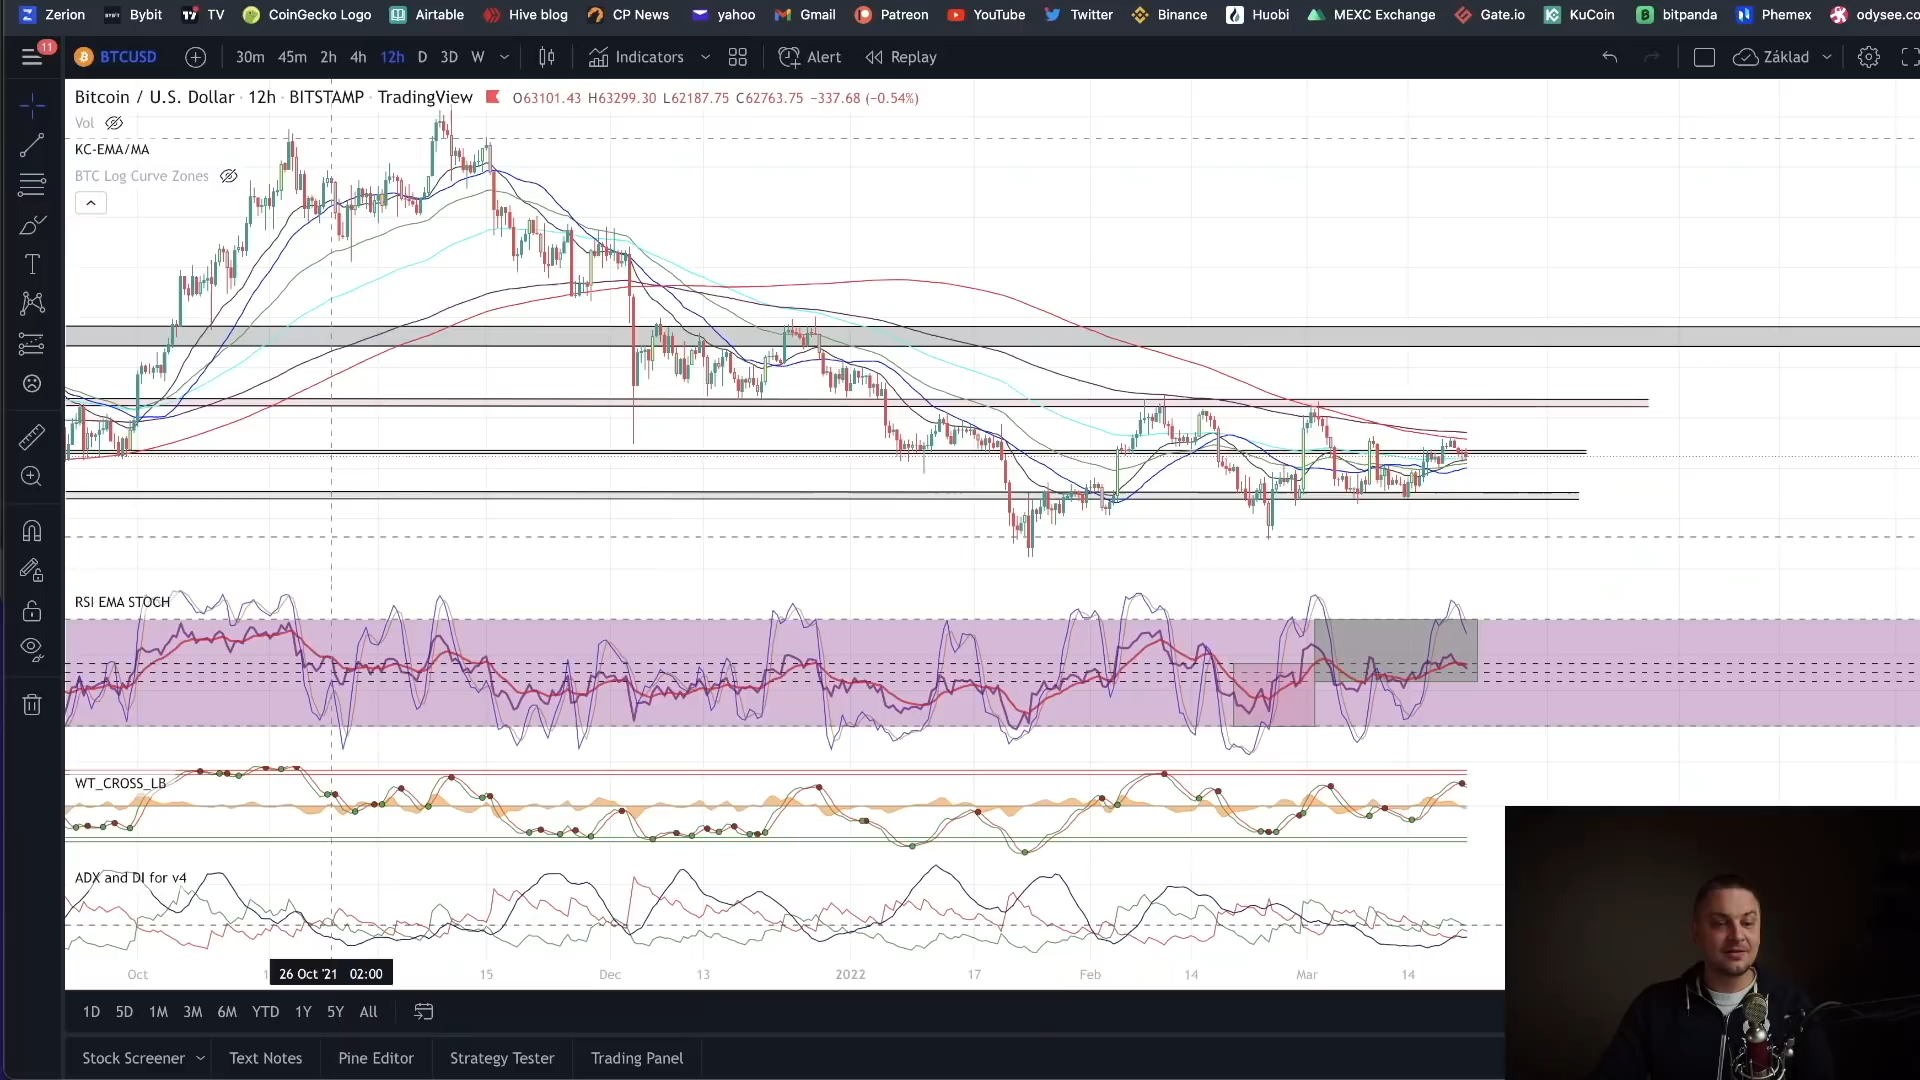 Zerion Bybit TV CoinGecko Logo Airtable Hive blog CP News yahoo Gmail Patreon YouTube Twitter Binance Huobi MEXC Exchange Gate.io KuCoin bitpanda Phemex odysee.co
11 BTCUSD 30m 45m 2h 4h 12h D 3D W Indicators Alert Replay Základ
Bitcoin / U.S. Dollar · 12h · BITSTAMP · TradingView O63101.43 H63299.30 L62187.75 C62763.75 −337.68 (−0.54%)
Vol
KC-EMA/MA
BTC Log Curve Zones
RSI EMA STOCH
WT_CROSS_LB
ADX and DI for v4
Oct 26 Oct '21 02:00 15 Dec 13 2022 17 Feb 14 Mar 14
1D 5D 1M 3M 6M YTD 1Y 5Y All
Stock Screener Text Notes Pine Editor Strategy Tester Trading Panel